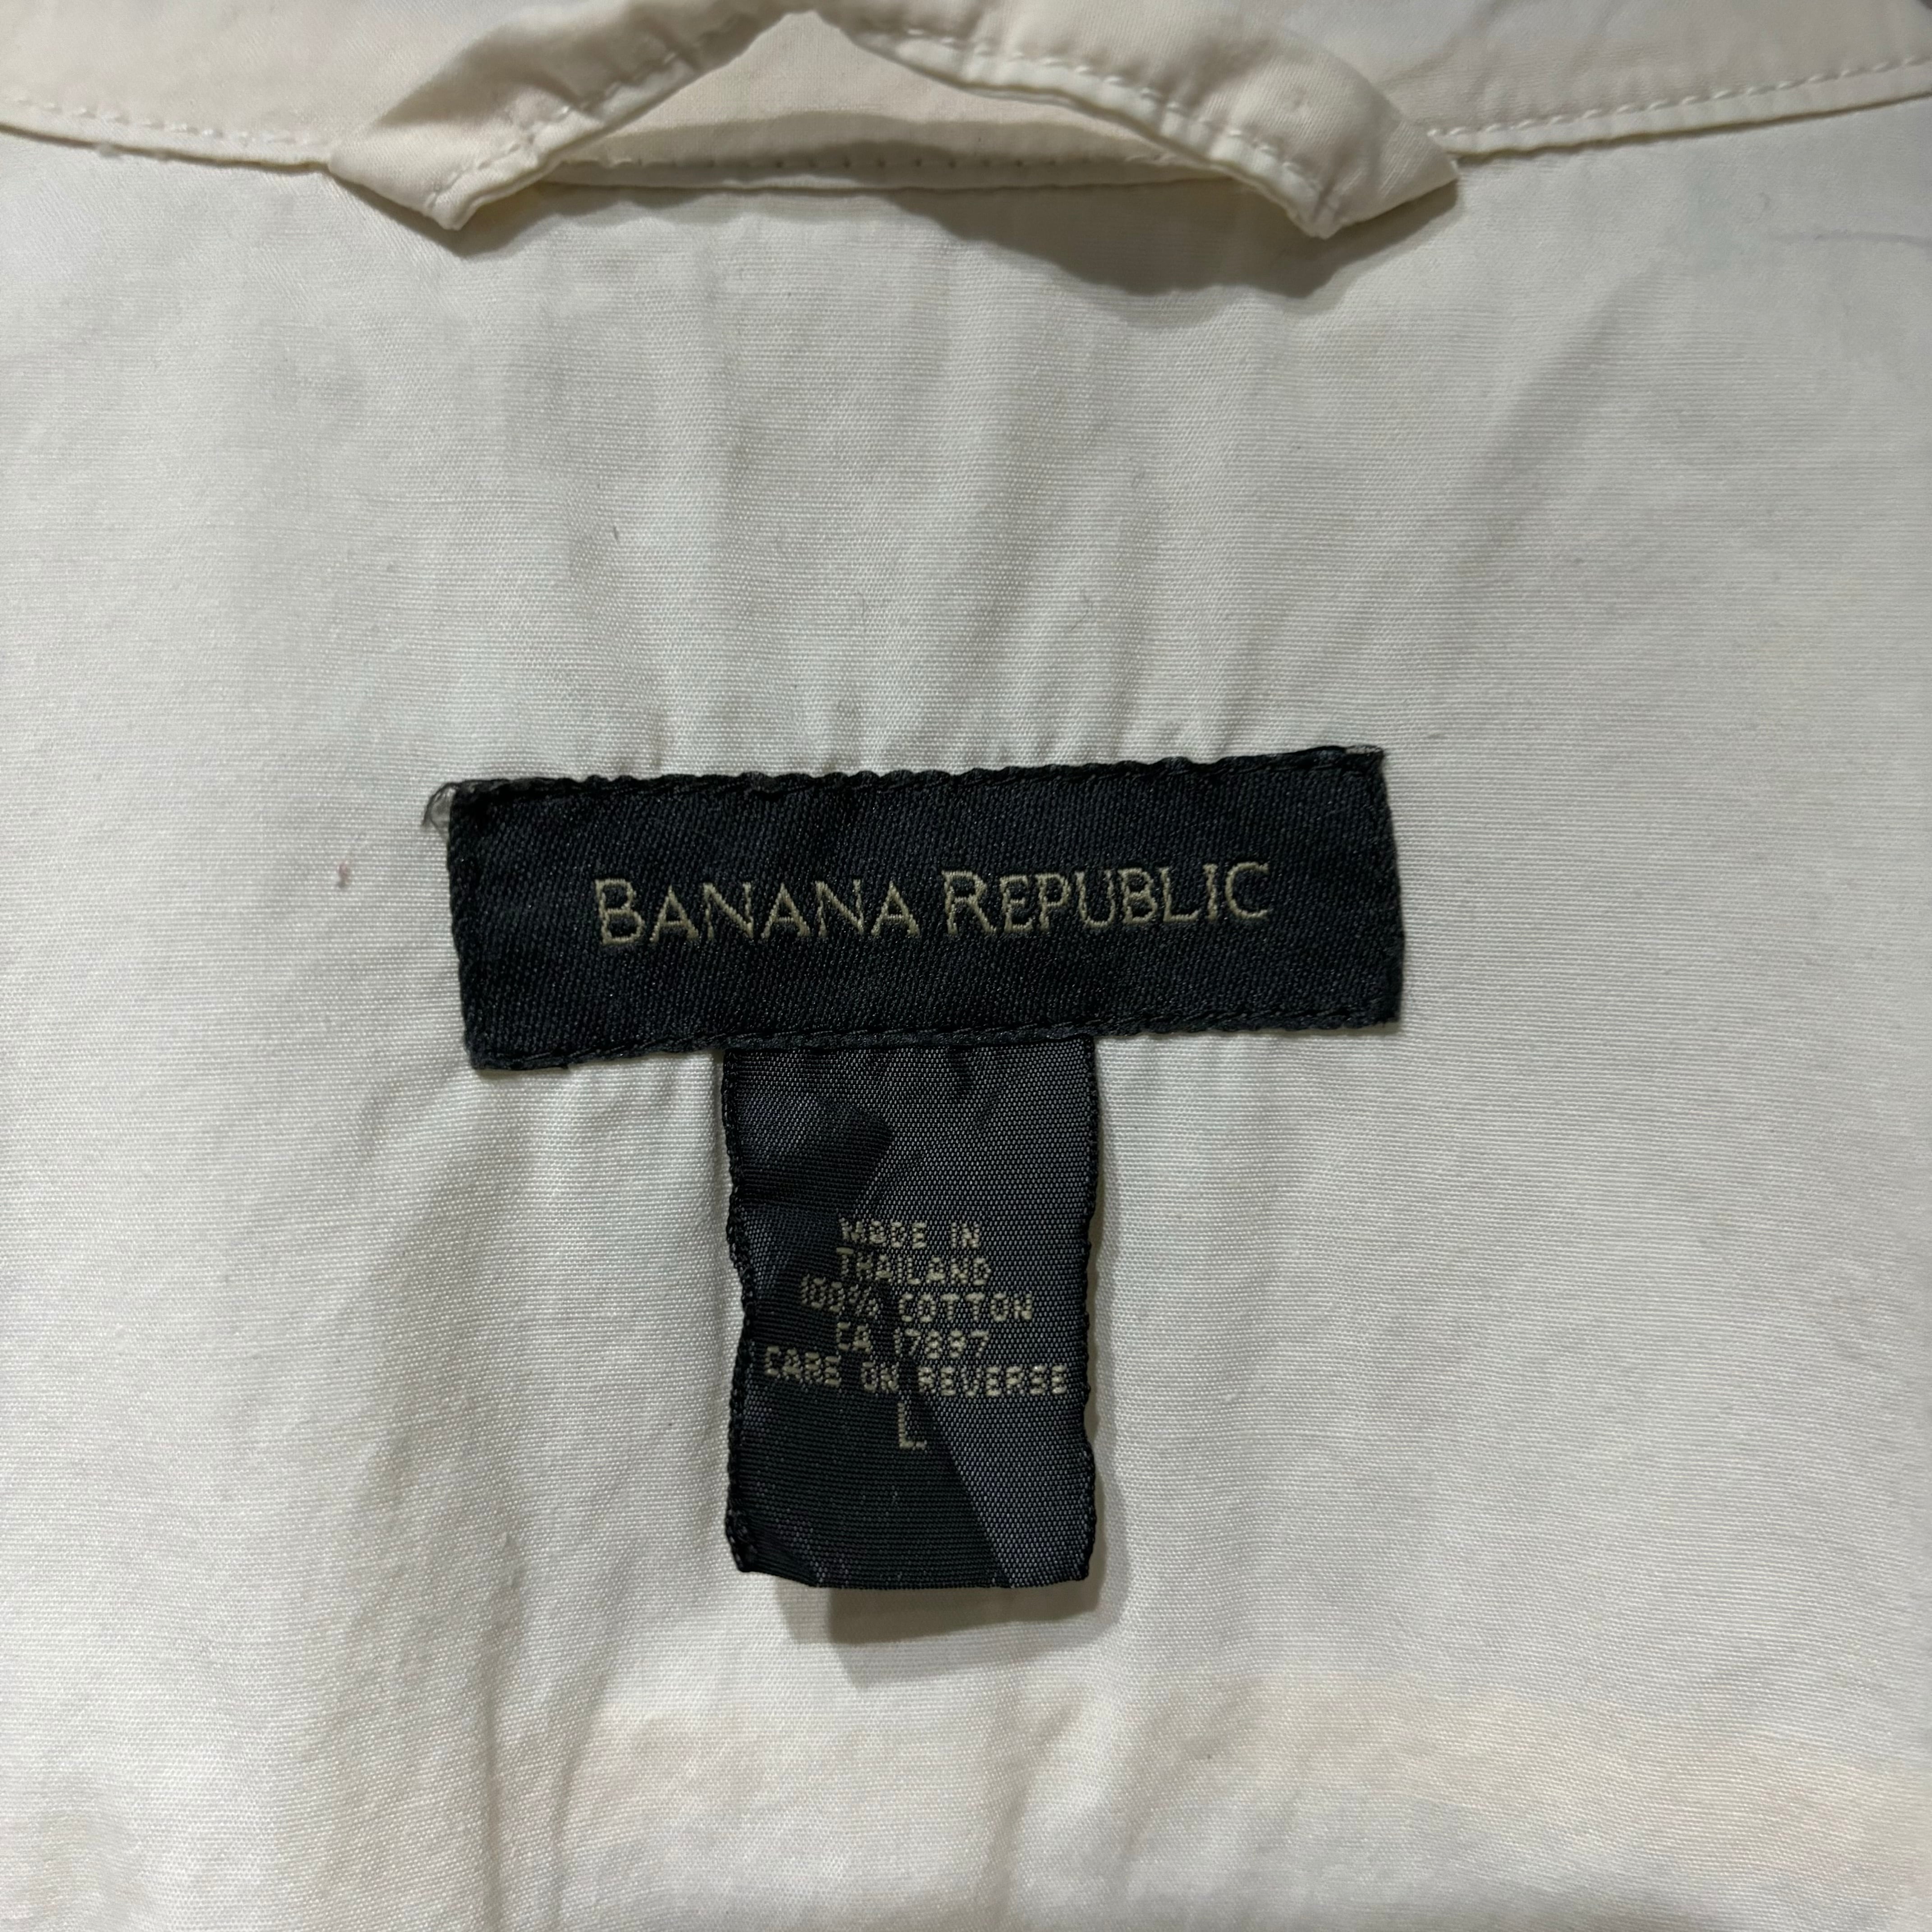 BANANA REPUBLIC
MADE IN
THAILAND
100% COTTON
CA 17897
CARE ON REVERSE
L